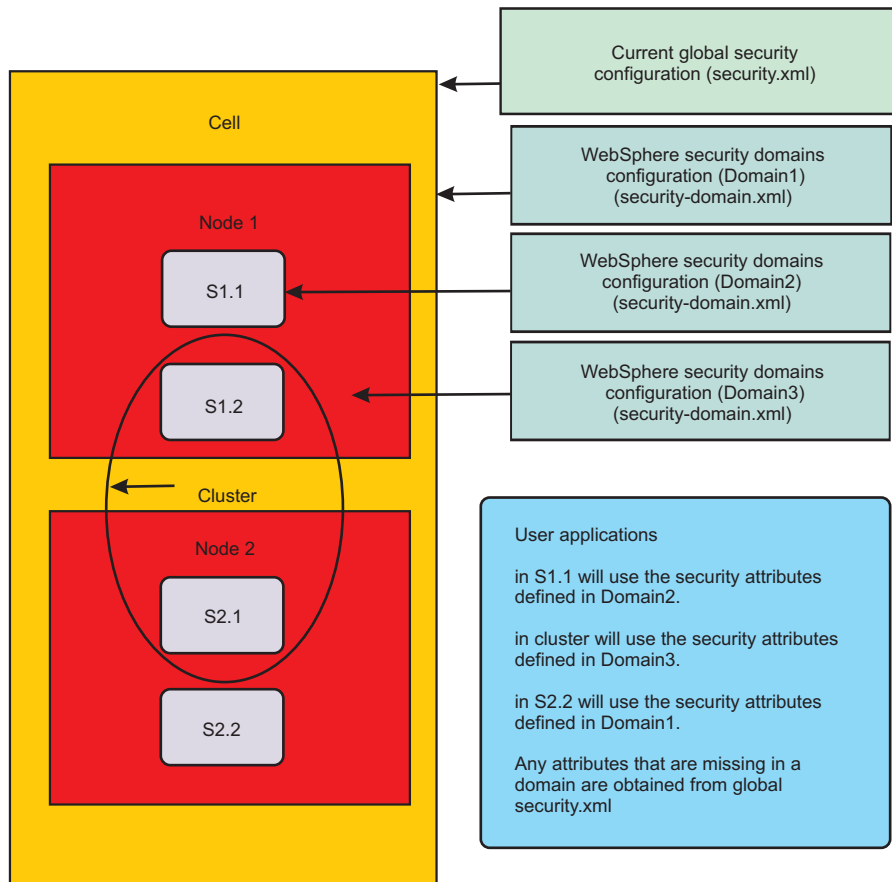 Current global security
configuration (security.xml)
Cell
WebSphere security domains
configuration (Domain1)
(security-domain.xml)
Node 1
WebSphere security domains
configuration (Domain2)
(security-domain.xml)
S1.1
WebSphere security domains
configuration (Domain3)
(security-domain.xml)
S1.2
Cluster
Node 2
S2.1
S2.2
User applications
in S1.1 will use the security attributes
defined in Domain2.
in cluster will use the security attributes
defined in Domain3.
in S2.2 will use the security attributes
defined in Domain1.
Any attributes that are missing in a
domain are obtained from global
security.xml